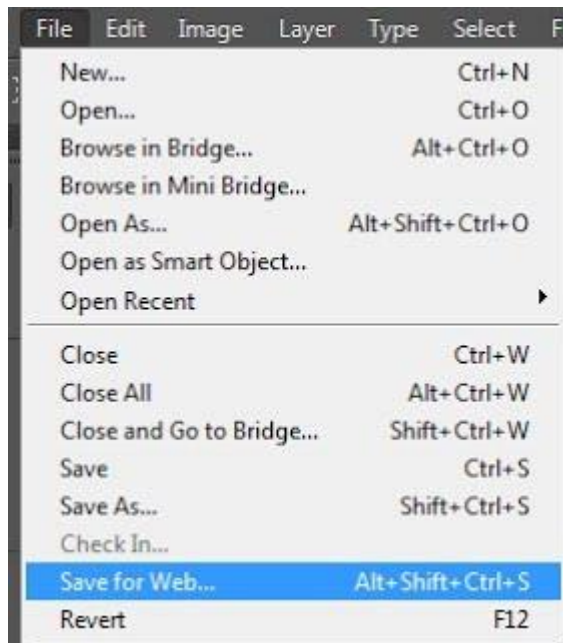 File Edit Image Layer Type Select F
New... Ctrl+N
Open... Ctrl+O
Browse in Bridge... Alt+Ctrl+O
Browse in Mini Bridge...
Open As... Alt+Shift+Ctrl+O
Open as Smart Object...
Open Recent
Close Ctrl+W
Close All Alt+Ctrl+W
Close and Go to Bridge... Shift+Ctrl+W
Save Ctrl+S
Save As... Shift+Ctrl+S
Check In...
Save for Web... Alt+Shift+Ctrl+S
Revert F12